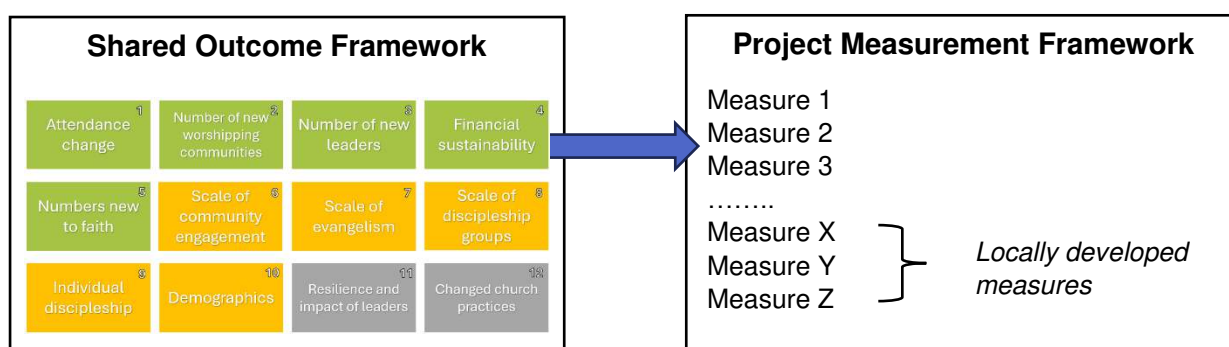 Shared Outcome Framework
1
Attendance
change
2
Number of new
worshipping
communities
3
Number of new
leaders
4
Financial
sustainability
5
Numbers new
to faith
6
Scale of
community
engagement
7
Scale of
evangelism
8
Scale of
discipleship
groups
9
Individual
discipleship
10
Demographics
11
Resilience and
impact of leaders
12
Changed church
practices
Project Measurement Framework
Measure 1
Measure 2
Measure 3
……..
Measure X
Measure Y
Measure Z
Locally developed
measures